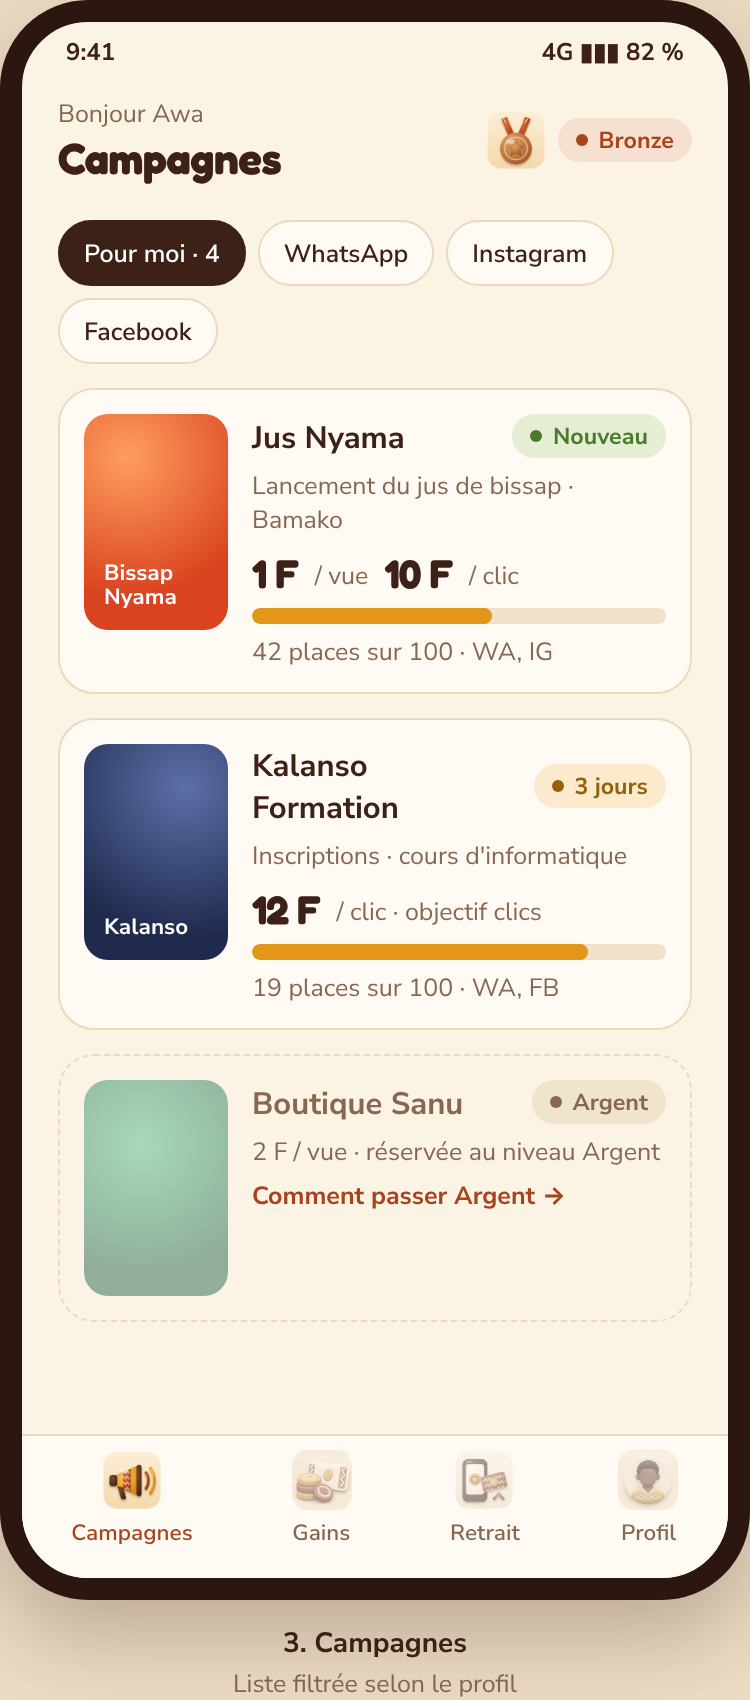 9:41
4G ▮▮▮ 82 %
Bonjour Awa
Campagnes
Bronze
Pour moi · 4
WhatsApp
Instagram
Facebook
Bissap
Nyama
Jus Nyama
Nouveau
Lancement du jus de bissap ·
Bamako
1 F / vue 10 F / clic
42 places sur 100 · WA, IG
Kalanso
Kalanso
Formation
3 jours
Inscriptions · cours d'informatique
12 F / clic · objectif clics
19 places sur 100 · WA, FB
Boutique Sanu
Argent
2 F / vue · réservée au niveau Argent
Comment passer Argent →
Campagnes
Gains
Retrait
Profil
3. Campagnes
Liste filtrée selon le profil